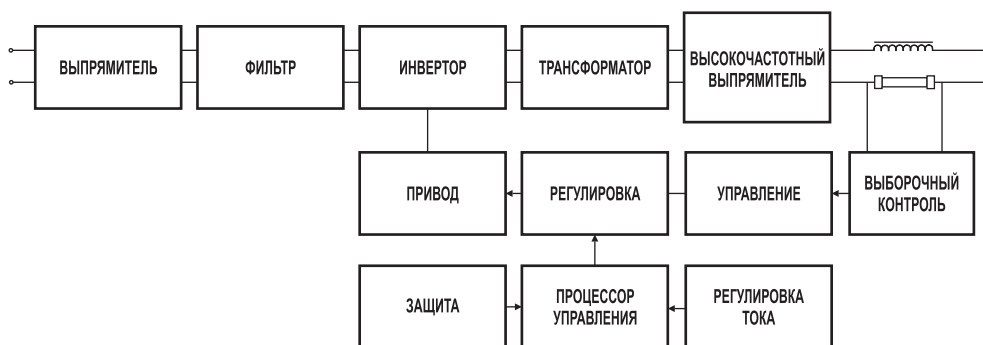 ВЫПРЯМИТЕЛЬ
ФИЛЬТР
ИНВЕРТОР
ТРАНСФОРМАТОР
ВЫСОКОЧАСТОТНЫЙ
ВЫПРЯМИТЕЛЬ
ПРИВОД
РЕГУЛИРОВКА
УПРАВЛЕНИЕ
ВЫБОРОЧНЫЙ
КОНТРОЛЬ
ЗАЩИТА
ПРОЦЕССОР
УПРАВЛЕНИЯ
РЕГУЛИРОВКА
ТОКА